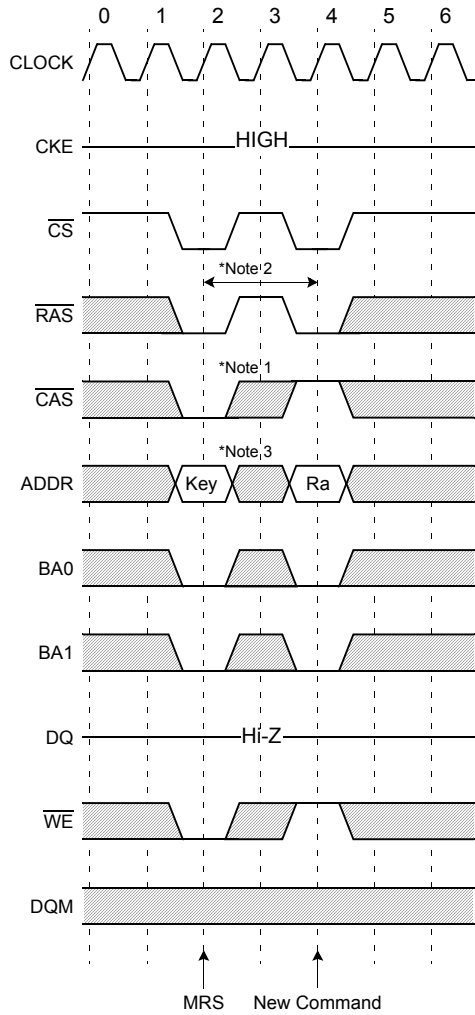 0 1 2 3 4 5 6
CLOCK
CKE
HIGH
CS
*Note 2
RAS
*Note 1
CAS
*Note 3
ADDR
Key
Ra
BA0
BA1
DQ
Hi-Z
WE
DQM
MRS
New Command